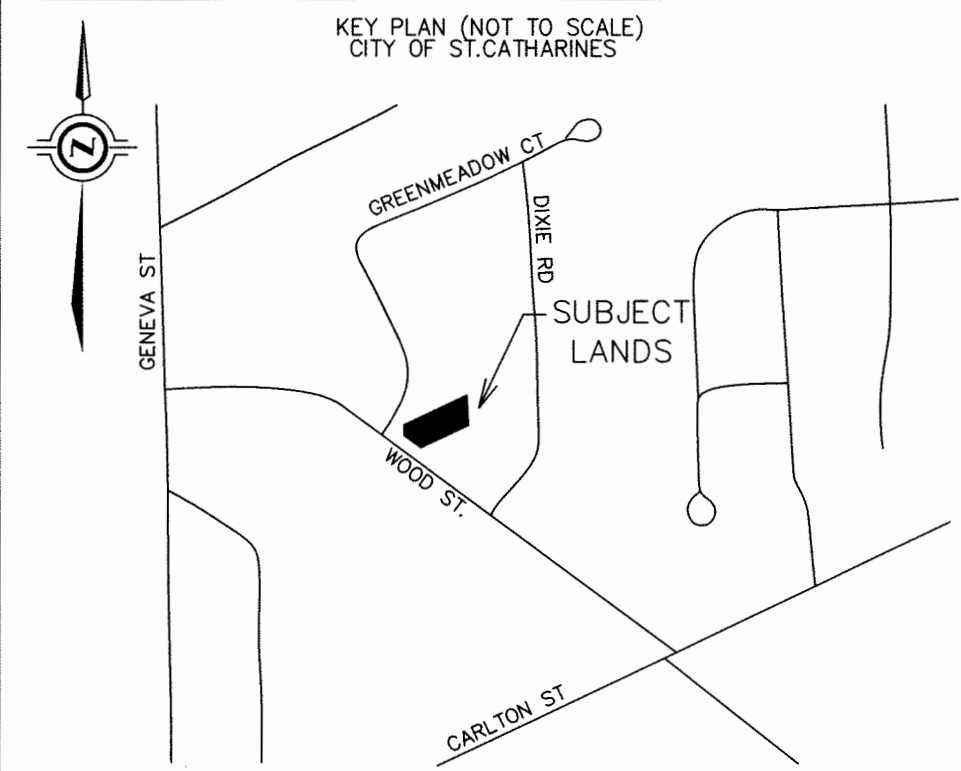 KEY PLAN (NOT TO SCALE)
CITY OF ST.CATHARINES
N
GREENMEADOW CT
DIXIE RD
GENEVA ST
SUBJECT
LANDS
WOOD ST.
CARLTON ST